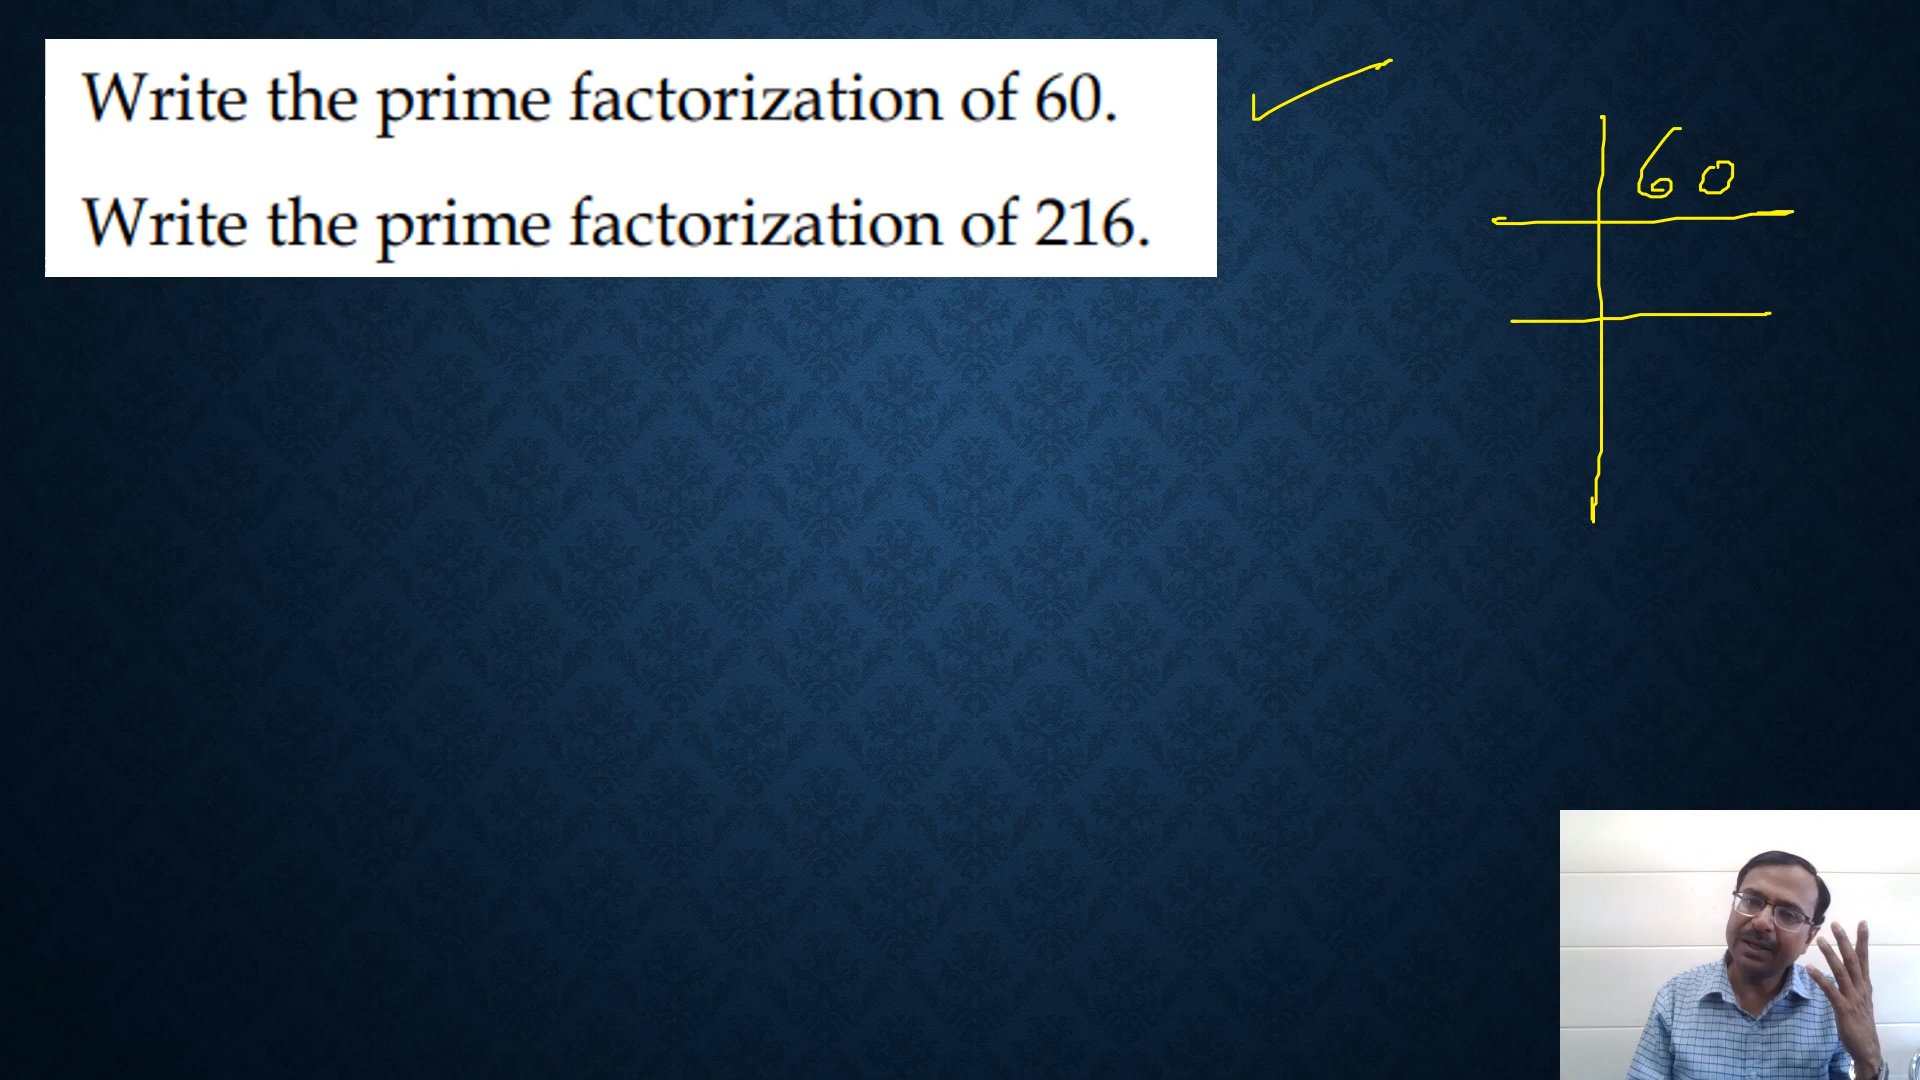 Write the prime factorization of 60.
Write the prime factorization of 216.
60